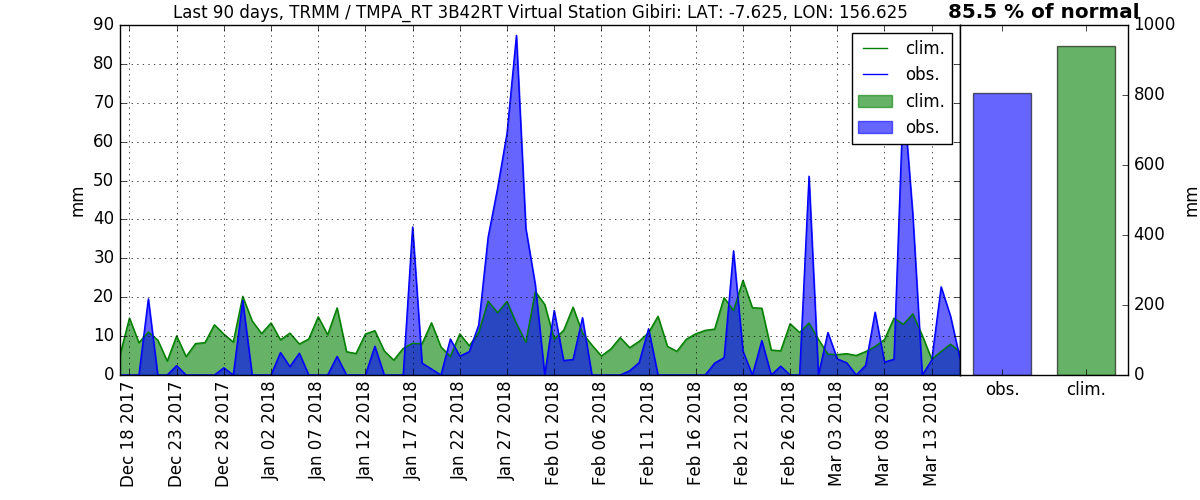 Last 90 days, TRMM / TMPA_RT 3B42RT Virtual Station Gibiri: LAT: -7.625, LON: 156.625
85.5 % of normal
90
80
70
60
50
40
30
20
10
0
mm
clim.
obs.
clim.
obs.
1000
800
600
400
200
0
mm
obs.
clim.
Dec 18 2017
Dec 23 2017
Dec 28 2017
Jan 02 2018
Jan 07 2018
Jan 12 2018
Jan 17 2018
Jan 22 2018
Jan 27 2018
Feb 01 2018
Feb 06 2018
Feb 11 2018
Feb 16 2018
Feb 21 2018
Feb 26 2018
Mar 03 2018
Mar 08 2018
Mar 13 2018